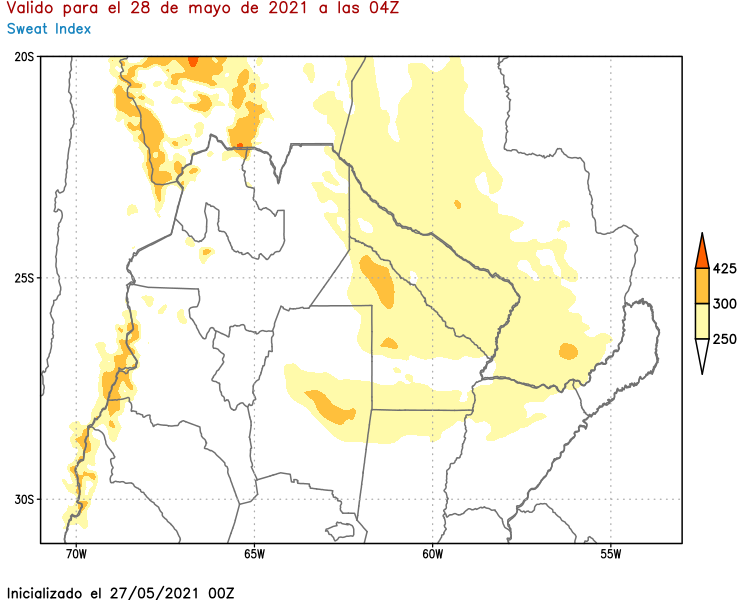 Valido para el 28 de mayo de 2021 a las 04Z
Sweat Index
20S
25S
30S
70W
65W
60W
55W
425
300
250
Inicializado el 27/05/2021 00Z